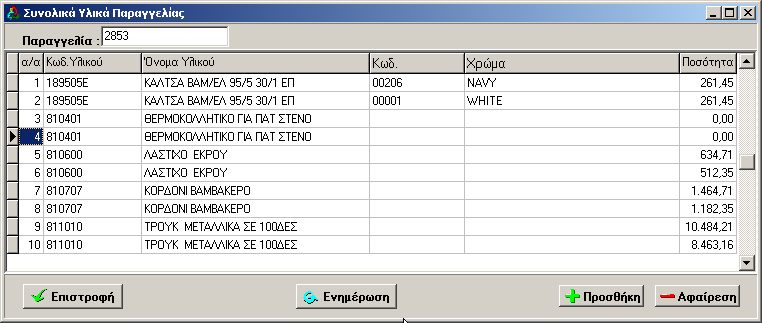 Συνολικά Υλικά Παραγγελίας
Παραγγελία : 2853
α/α Κωδ.Υλικού Όνομα Υλικού Κωδ. Χρώμα Ποσότητα
1 189505Ε ΚΑΛΤΣΑ ΒΑΜ/ΕΛ 95/5 30/1 ΕΠ 00206 NAVY 261,45
2 189505Ε ΚΑΛΤΣΑ ΒΑΜ/ΕΛ 95/5 30/1 ΕΠ 00001 WHITE 261,45
3 810401 ΘΕΡΜΟΚΟΛΛΗΤΙΚΟ ΓΙΑ ΠΑΤ ΣΤΕΝΟ 0,00
4 810401 ΘΕΡΜΟΚΟΛΛΗΤΙΚΟ ΓΙΑ ΠΑΤ ΣΤΕΝΟ 0,00
5 810600 ΛΑΣΤΙΧΟ ΕΚΡΟΥ 634,71
6 810600 ΛΑΣΤΙΧΟ ΕΚΡΟΥ 512,35
7 810707 ΚΟΡΔΟΝΙ ΒΑΜΒΑΚΕΡΟ 1.464,71
8 810707 ΚΟΡΔΟΝΙ ΒΑΜΒΑΚΕΡΟ 1.182,35
9 811010 ΤΡΟΥΚ ΜΕΤΑΛΛΙΚΑ ΣΕ 100ΔΕΣ 10.484,21
10 811010 ΤΡΟΥΚ ΜΕΤΑΛΛΙΚΑ ΣΕ 100ΔΕΣ 8.463,16
Επιστροφή Ενημέρωση Προσθήκη Αφαίρεση